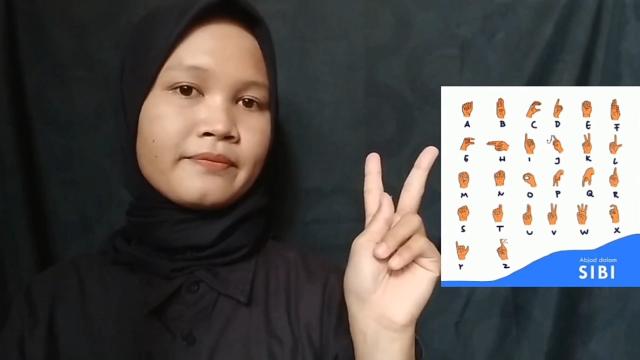 A B C D E F
G H I J K L
M N O P Q R
S T U V W X
Y Z
Abjad dalam
SIBI